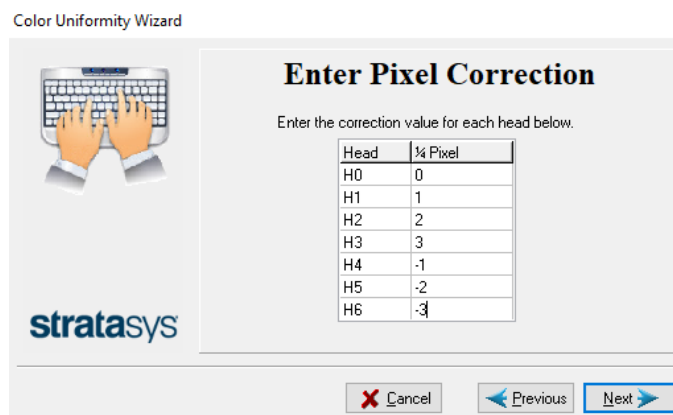 Color Uniformity Wizard
Enter Pixel Correction
Enter the correction value for each head below.
Head ¼ Pixel
H0 0
H1 1
H2 2
H3 3
H4 -1
H5 -2
H6 -3
stratasys
Cancel Previous Next